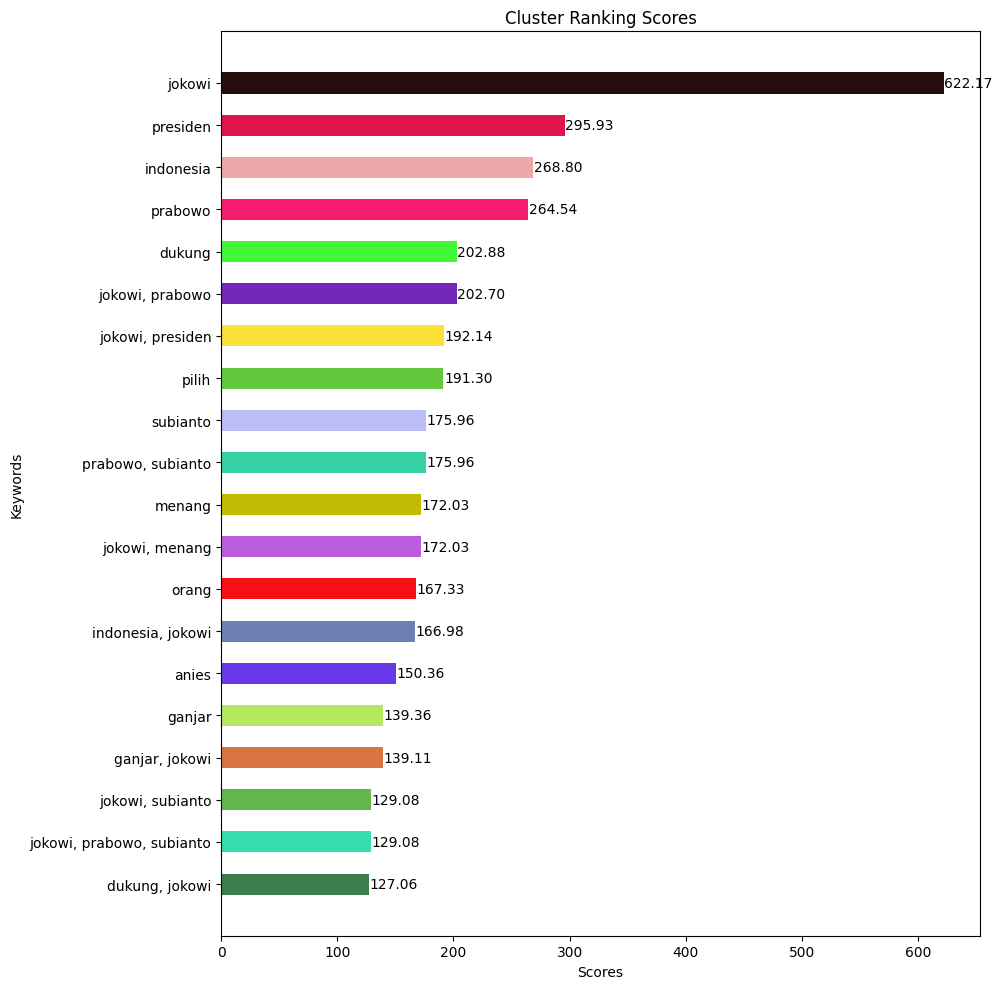 Cluster Ranking Scores
jokowi 622.17
presiden 295.93
indonesia 268.80
prabowo 264.54
dukung 202.88
jokowi, prabowo 202.70
jokowi, presiden 192.14
pilih 191.30
subianto 175.96
prabowo, subianto 175.96
menang 172.03
jokowi, menang 172.03
orang 167.33
indonesia, jokowi 166.98
anies 150.36
ganjar 139.36
ganjar, jokowi 139.11
jokowi, subianto 129.08
jokowi, prabowo, subianto 129.08
dukung, jokowi 127.06
Keywords
0 100 200 300 400 500 600
Scores